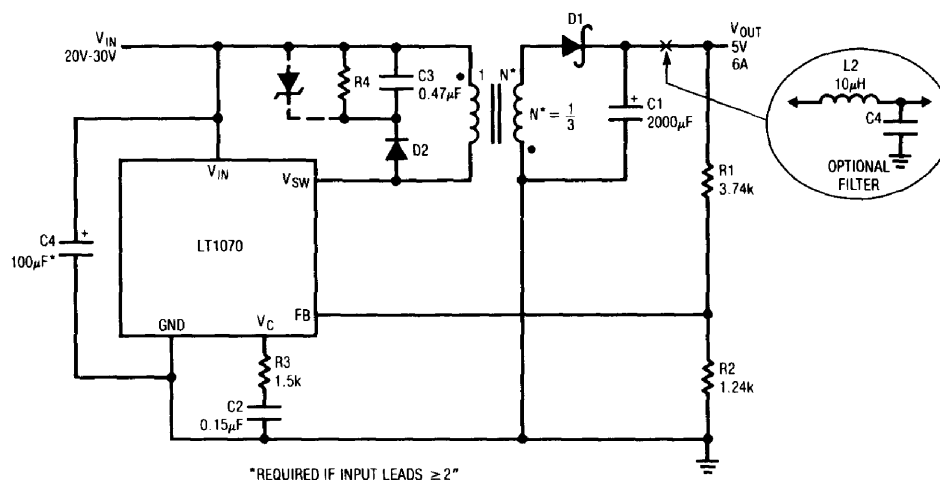 V_IN
20V-30V
R4
C3
0.47µF
D2
1
N*
N* = 1/3
D1
C1
2000µF
+
V_OUT
5V
6A
L2
10µH
C4
OPTIONAL
FILTER
R1
3.74k
V_IN
V_SW
LT1070
C4
100µF*
+
GND
V_C
FB
R3
1.5k
C2
0.15µF
R2
1.24k
*REQUIRED IF INPUT LEADS ≥ 2"